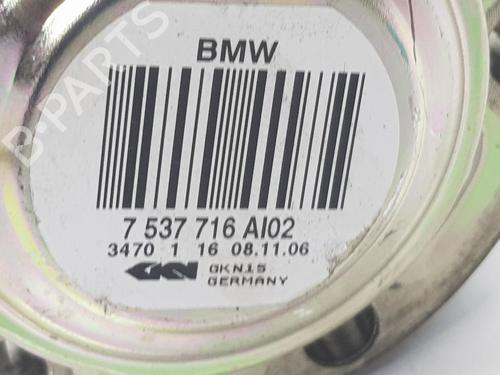 B-PARTS
BMW
7 537 716 AI02
3470 1 16 08.11.06
GKN GKN15
GERMANY